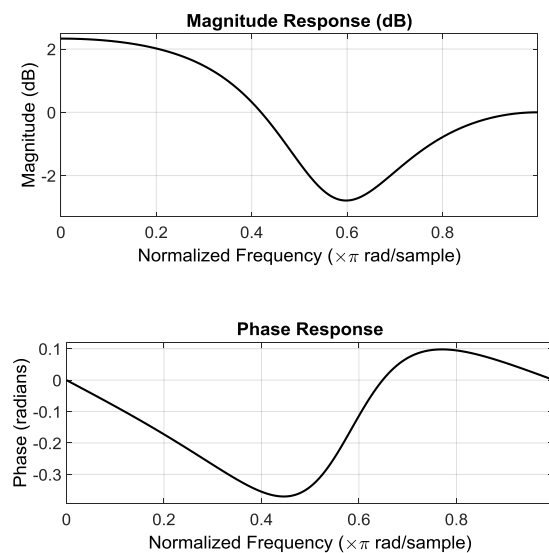 Magnitude Response (dB)
2
0
-2
Magnitude (dB)
0 0.2 0.4 0.6 0.8
Normalized Frequency (×π rad/sample)
Phase Response
0.1
0
-0.1
-0.2
-0.3
Phase (radians)
0 0.2 0.4 0.6 0.8
Normalized Frequency (×π rad/sample)